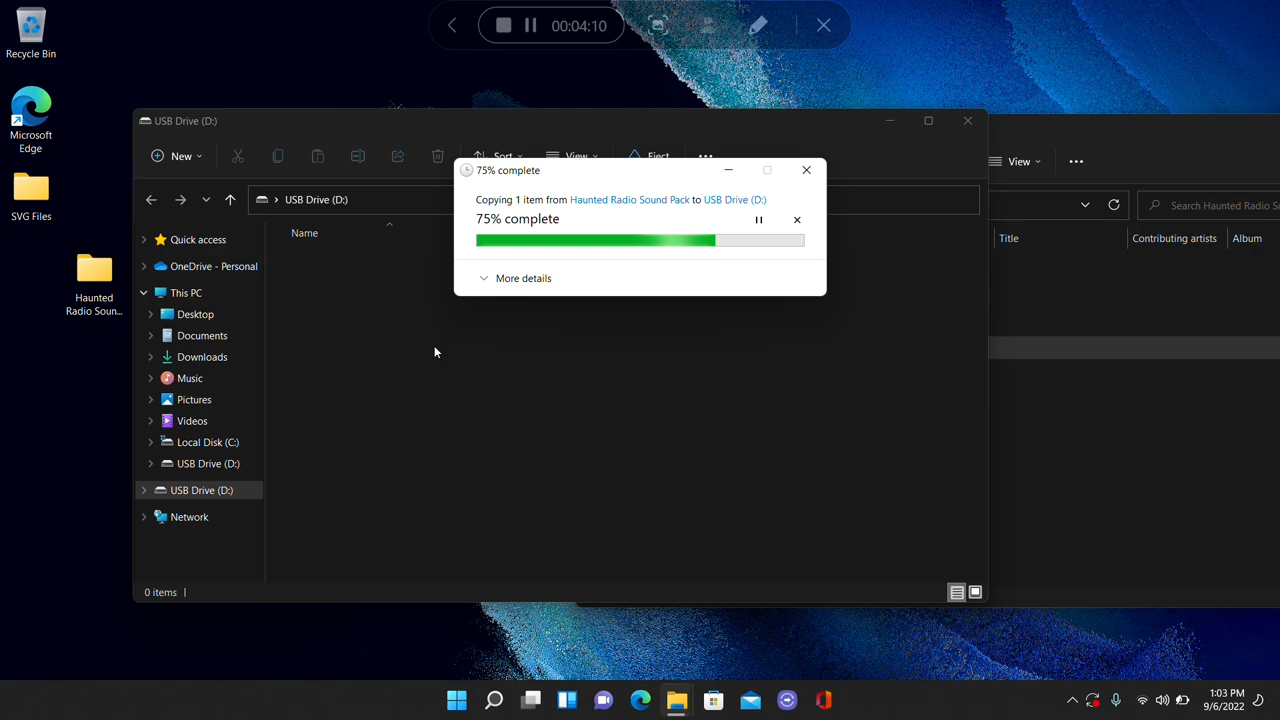 00:04:10
Recycle Bin
Microsoft
Edge
SVG Files
Haunted
Radio Soun...
USB Drive (D:)
New
Sort
View
Eject
USB Drive (D:)
Name
Quick access
OneDrive - Personal
This PC
Desktop
Documents
Downloads
Music
Pictures
Videos
Local Disk (C:)
USB Drive (D:)
USB Drive (D:)
Network
0 items
75% complete
Copying 1 item from Haunted Radio Sound Pack to USB Drive (D:)
75% complete
More details
View
Search Haunted Radio So
Title
Contributing artists
Album
1:03 PM
9/6/2022